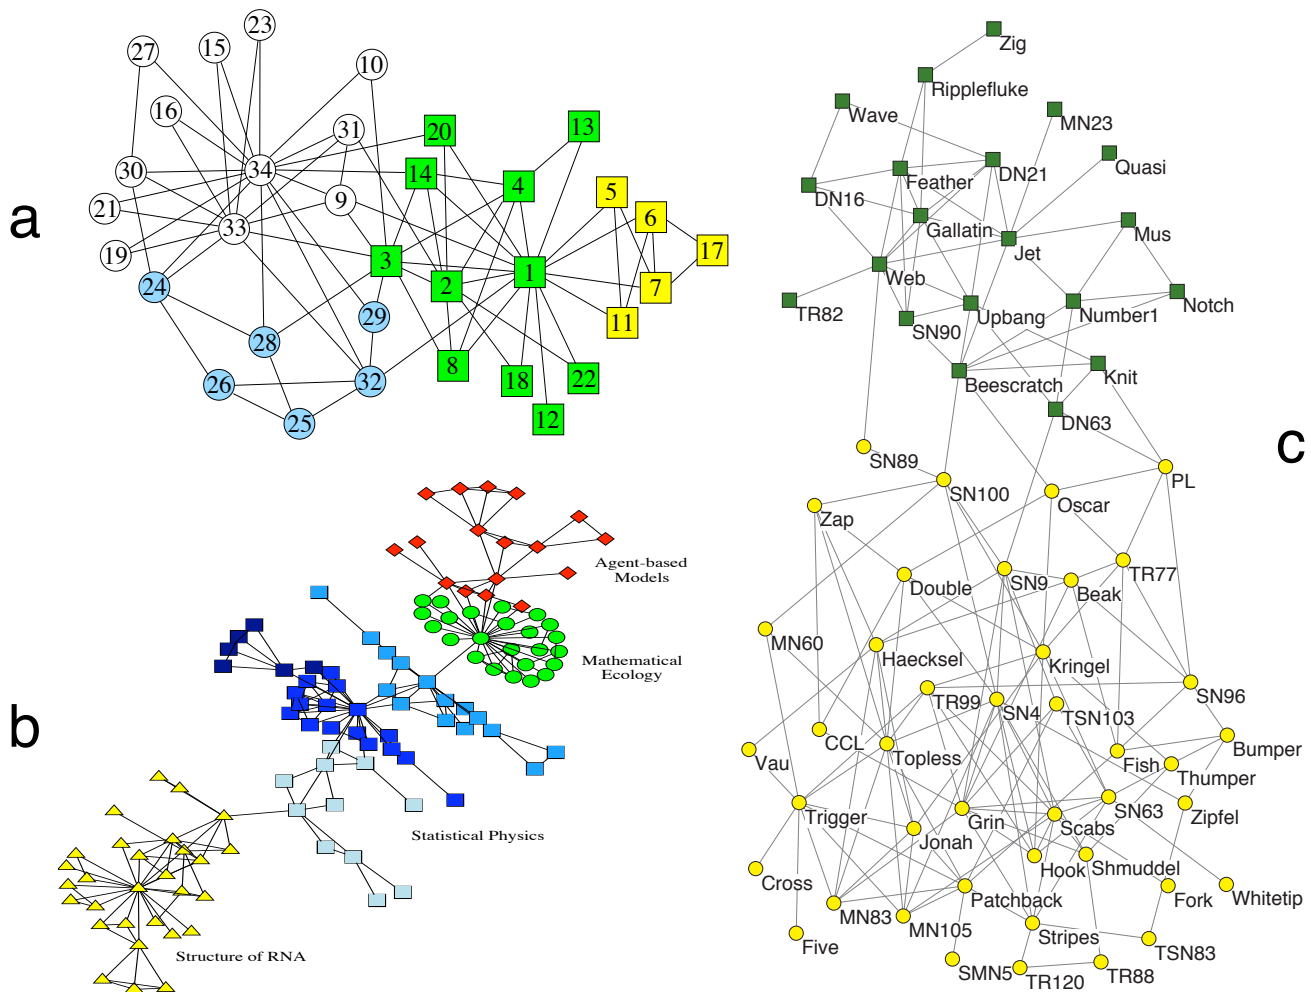 a
23
15
27
10
16
31
20
13
34
14
4
30
5
9
6
21
33
17
19
3
1
2
24
7
29
11
28
8
18
22
26
32
12
25
b
Agent-based
Models
Mathematical
Ecology
Statistical Physics
Structure of RNA
c
Zig
Ripplefluke
Wave
MN23
Quasi
DN21
Feather
DN16
Gallatin
Mus
Jet
Web
Notch
TR82
Upbang
Number1
SN90
Beescratch
Knit
DN63
SN89
PL
SN100
Oscar
Zap
TR77
SN9
Double
Beak
MN60
Haecksel
Kringel
SN96
TR99
SN4
TSN103
CCL
Topless
Bumper
Vau
Fish
Thumper
Trigger
Grin
SN63
Zipfel
Scabs
Jonah
Hook
Shmuddel
Cross
Patchback
Fork
Whitetip
MN83
MN105
Five
Stripes
TSN83
SMN5
TR120
TR88